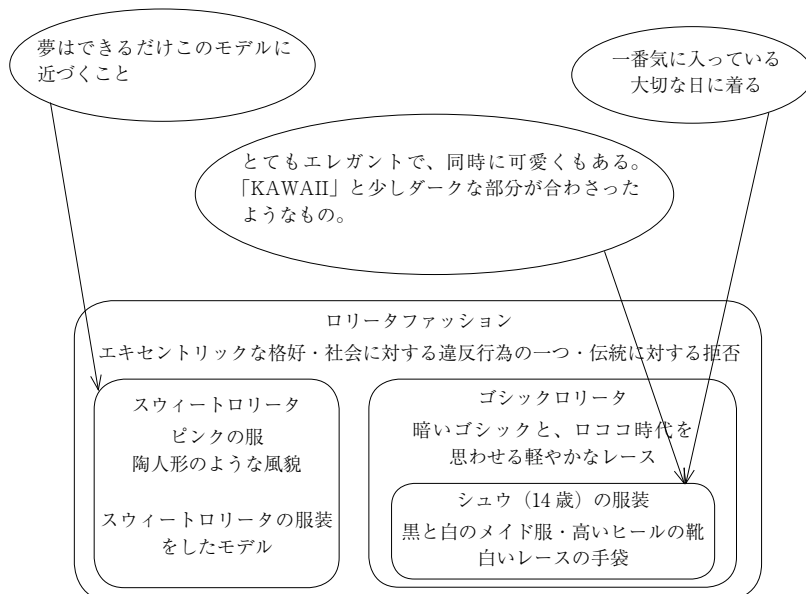 夢はできるだけこのモデルに
近づくこと
一番気に入っている
大切な日に着る
とてもエレガントで、同時に可愛くもある。
「KAWAII」と少しダークな部分が合わさった
ようなもの。
ロリータファッション
エキセントリックな格好・社会に対する違反行為の一つ・伝統に対する拒否
スウィートロリータ
ピンクの服
陶人形のような風貌
スウィートロリータの服装
をしたモデル
ゴシックロリータ
暗いゴシックと、ロココ時代を
思わせる軽やかなレース
シュウ（14歳）の服装
黒と白のメイド服・高いヒールの靴
白いレースの手袋